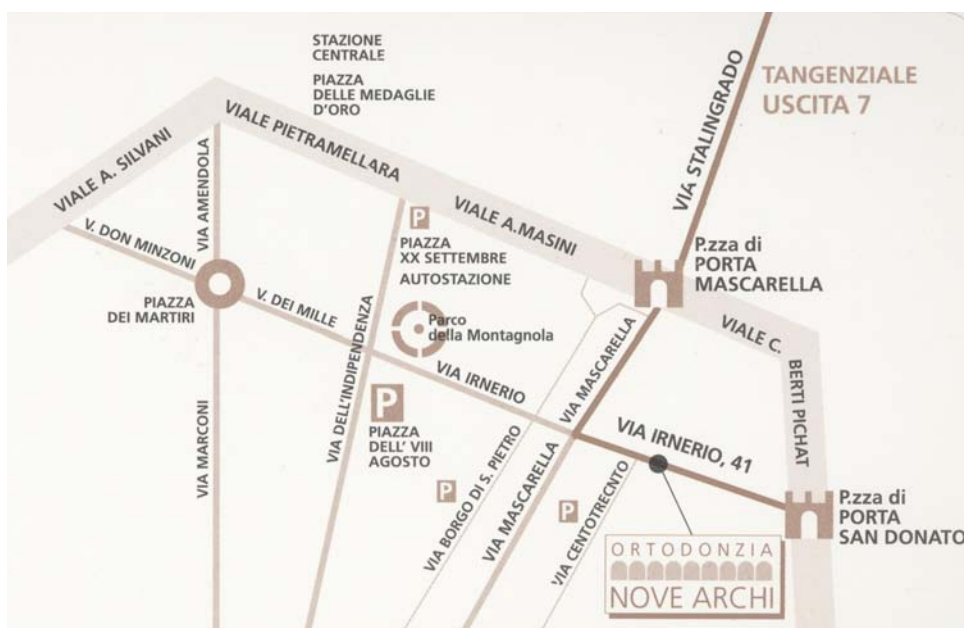 STAZIONE
CENTRALE
PIAZZA
DELLE MEDAGLIE
D'ORO
TANGENZIALE
USCITA 7
VIA STALINGRADO
VIALE A. SILVANI
VIALE PIETRAMELLARA
VIALE A.MASINI
VIA AMENDOLA
V. DON MINZONI
P
PIAZZA
XX SETTEMBRE
AUTOSTAZIONE
P.zza di
PORTA
MASCARELLA
PIAZZA
DEI MARTIRI
V. DEI MILLE
Parco
della Montagnola
VIALE C.
BERTI PICHAT
VIA DELL'INDIPENDENZA
VIA IRNERIO
VIA MASCARELLA
VIA MARCONI
P
PIAZZA
DELL' VIII
AGOSTO
VIA IRNERIO, 41
P
VIA BORGO DI S. PIETRO
VIA MASCARELLA
P
VIA CENTOTRECNTO
P.zza di
PORTA
SAN DONATO
ORTODONZIA
NOVE ARCHI